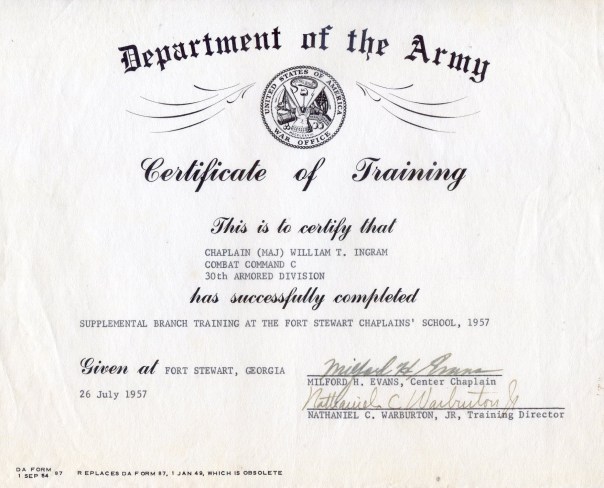 Department of the Army
UNITED STATES OF AMERICA
WAR OFFICE
Certificate of Training
This is to certify that
CHAPLAIN (MAJ) WILLIAM T. INGRAM
COMBAT COMMAND C
30th ARMORED DIVISION
has successfully completed
SUPPLEMENTAL BRANCH TRAINING AT THE FORT STEWART CHAPLAINS' SCHOOL, 1957
Given at FORT STEWART, GEORGIA
26 July 1957
Milford H. Evans
MILFORD H. EVANS, Center Chaplain
Nathaniel C Warburton Jr
NATHANIEL C. WARBURTON, JR, Training Director
DA FORM 87
1 SEP 54
REPLACES DA FORM 87, 1 JAN 49, WHICH IS OBSOLETE